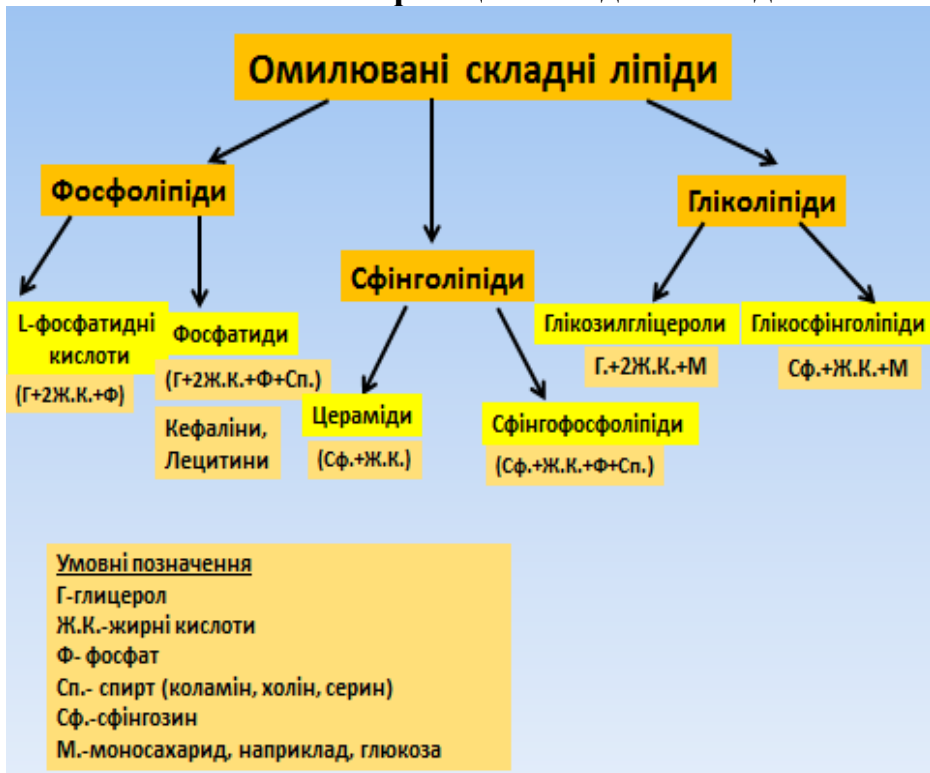 Омилювані складні ліпіди
Фосфоліпіди
Гліколіпіди
Сфінголіпіди
L-фосфатидні
кислоти
(Г+2Ж.К.+Ф)
Фосфатиди
(Г+2Ж.К.+Ф+Сп.)
Кефаліни,
Лецитини
Цераміди
(Сф.+Ж.К.)
Сфінгофосфоліпіди
(Сф.+Ж.К.+Ф+Сп.)
Глікозилгліцероли
Г.+2Ж.К.+М
Глікосфінголіпіди
Сф.+Ж.К.+М
Умовні позначення
Г-глицерол
Ж.К.-жирні кислоти
Ф- фосфат
Сп.- спирт (коламін, холін, серин)
Сф.-сфінгозин
М.-моносахарид, наприклад, глюкоза